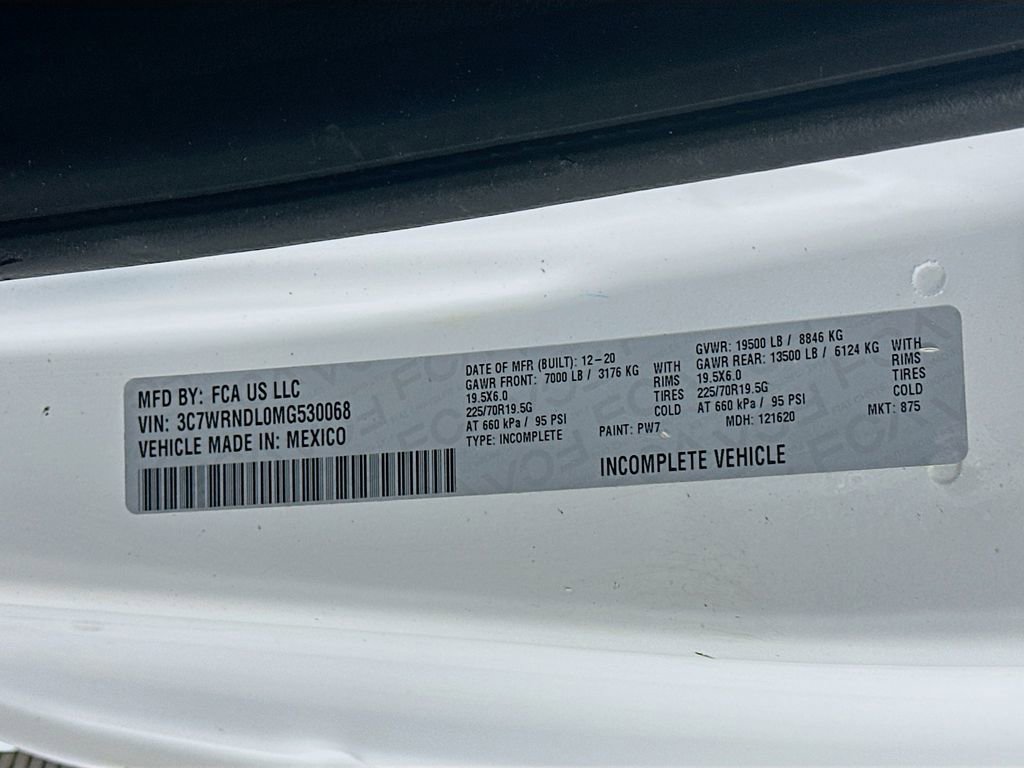 MFD BY: FCA US LLC
VIN: 3C7WRNDL0MG530068
VEHICLE MADE IN: MEXICO
DATE OF MFR (BUILT): 12-20
GAWR FRONT: 7000 LB / 3176 KG WITH
19.5X6.0 RIMS
225/70R19.5G TIRES
AT 660 kPa / 95 PSI COLD
TYPE: INCOMPLETE
GVWR: 19500 LB / 8846 KG
GAWR REAR: 13500 LB / 6124 KG WITH
19.5X6.0 RIMS
225/70R19.5G TIRES
AT 660 kPa / 95 PSI COLD
PAINT: PW7 MDH: 121620 MKT: 875
INCOMPLETE VEHICLE